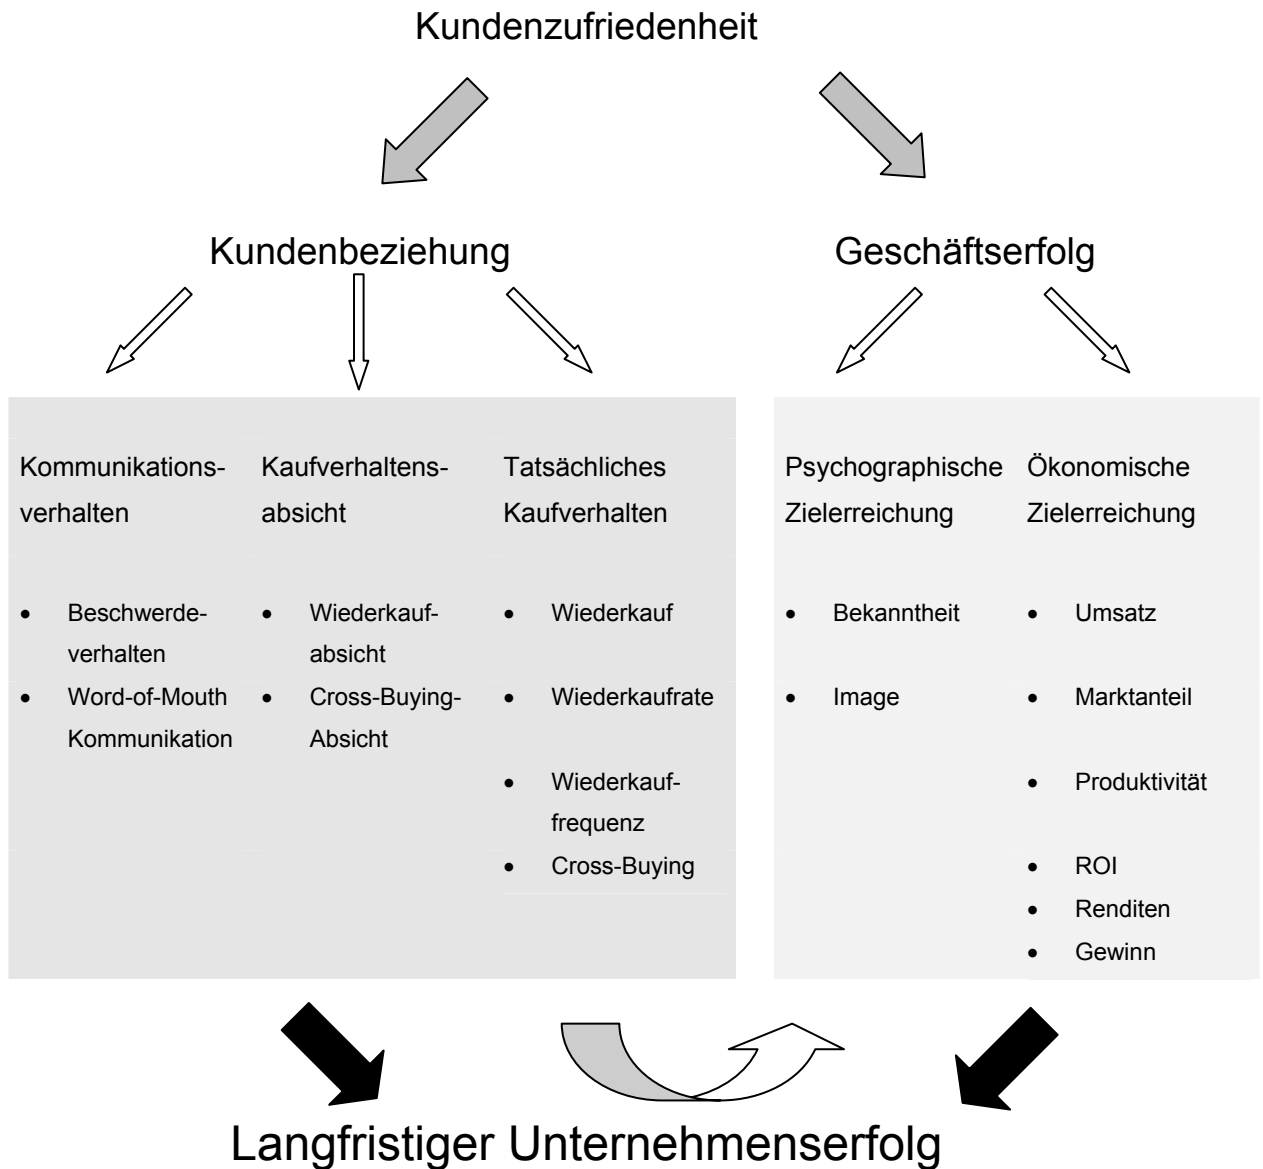 Kundenzufriedenheit
Kundenbeziehung
Geschäftserfolg
Kommunikations-
verhalten
• Beschwerde-
verhalten
• Word-of-Mouth
Kommunikation
Kaufverhaltens-
absicht
• Wiederkauf-
absicht
• Cross-Buying-
Absicht
Tatsächliches
Kaufverhalten
• Wiederkauf
• Wiederkaufrate
• Wiederkauf-
frequenz
• Cross-Buying
Psychographische
Zielerreichung
• Bekanntheit
• Image
Ökonomische
Zielerreichung
• Umsatz
• Marktanteil
• Produktivität
• ROI
• Renditen
• Gewinn
Langfristiger Unternehmenserfolg